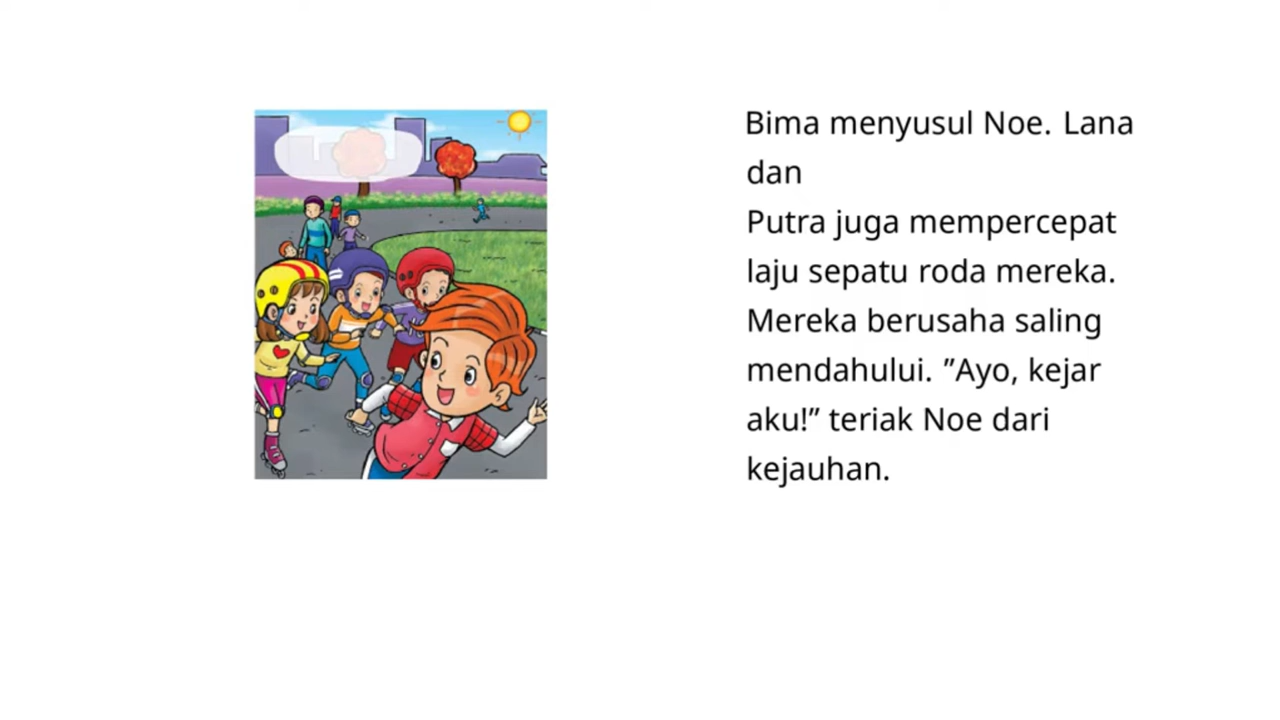 Bima menyusul Noe. Lana
dan
Putra juga mempercepat
laju sepatu roda mereka.
Mereka berusaha saling
mendahului. ”Ayo, kejar
aku!” teriak Noe dari
kejauhan.